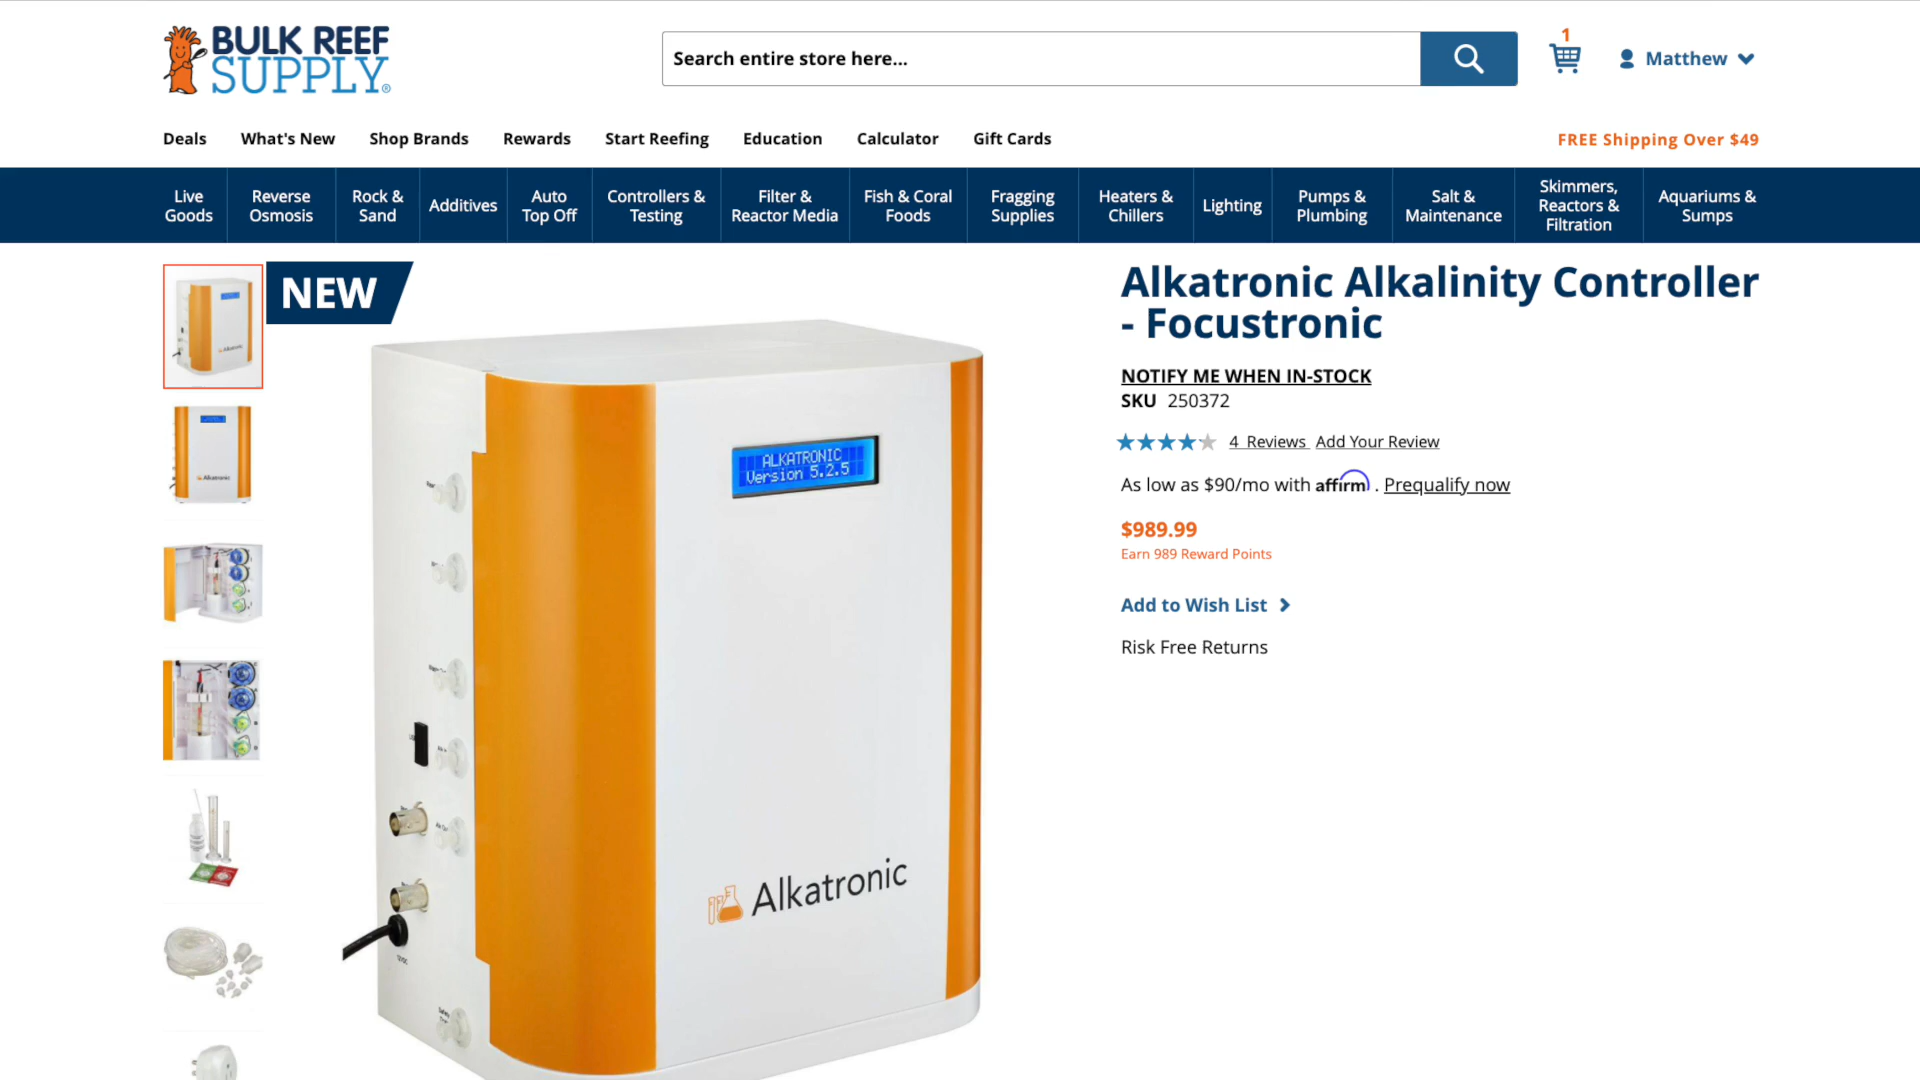 BULK REEF
SUPPLY®
Search entire store here...
1
Matthew
Deals
What's New
Shop Brands
Rewards
Start Reefing
Education
Calculator
Gift Cards
FREE Shipping Over $49
Live
Goods
Reverse
Osmosis
Rock &
Sand
Additives
Auto
Top Off
Controllers &
Testing
Filter &
Reactor Media
Fish & Coral
Foods
Fragging
Supplies
Heaters &
Chillers
Lighting
Pumps &
Plumbing
Salt &
Maintenance
Skimmers,
Reactors &
Filtration
Aquariums &
Sumps
NEW
ALKATRONIC
Version 5.2.5
Alkatronic
Alkatronic
Alkatronic
12VDC
Alkatronic Alkalinity Controller
- Focustronic
NOTIFY ME WHEN IN-STOCK
SKU 250372
4 Reviews Add Your Review
As low as $90/mo with affirm . Prequalify now
$989.99
Earn 989 Reward Points
Add to Wish List
Risk Free Returns